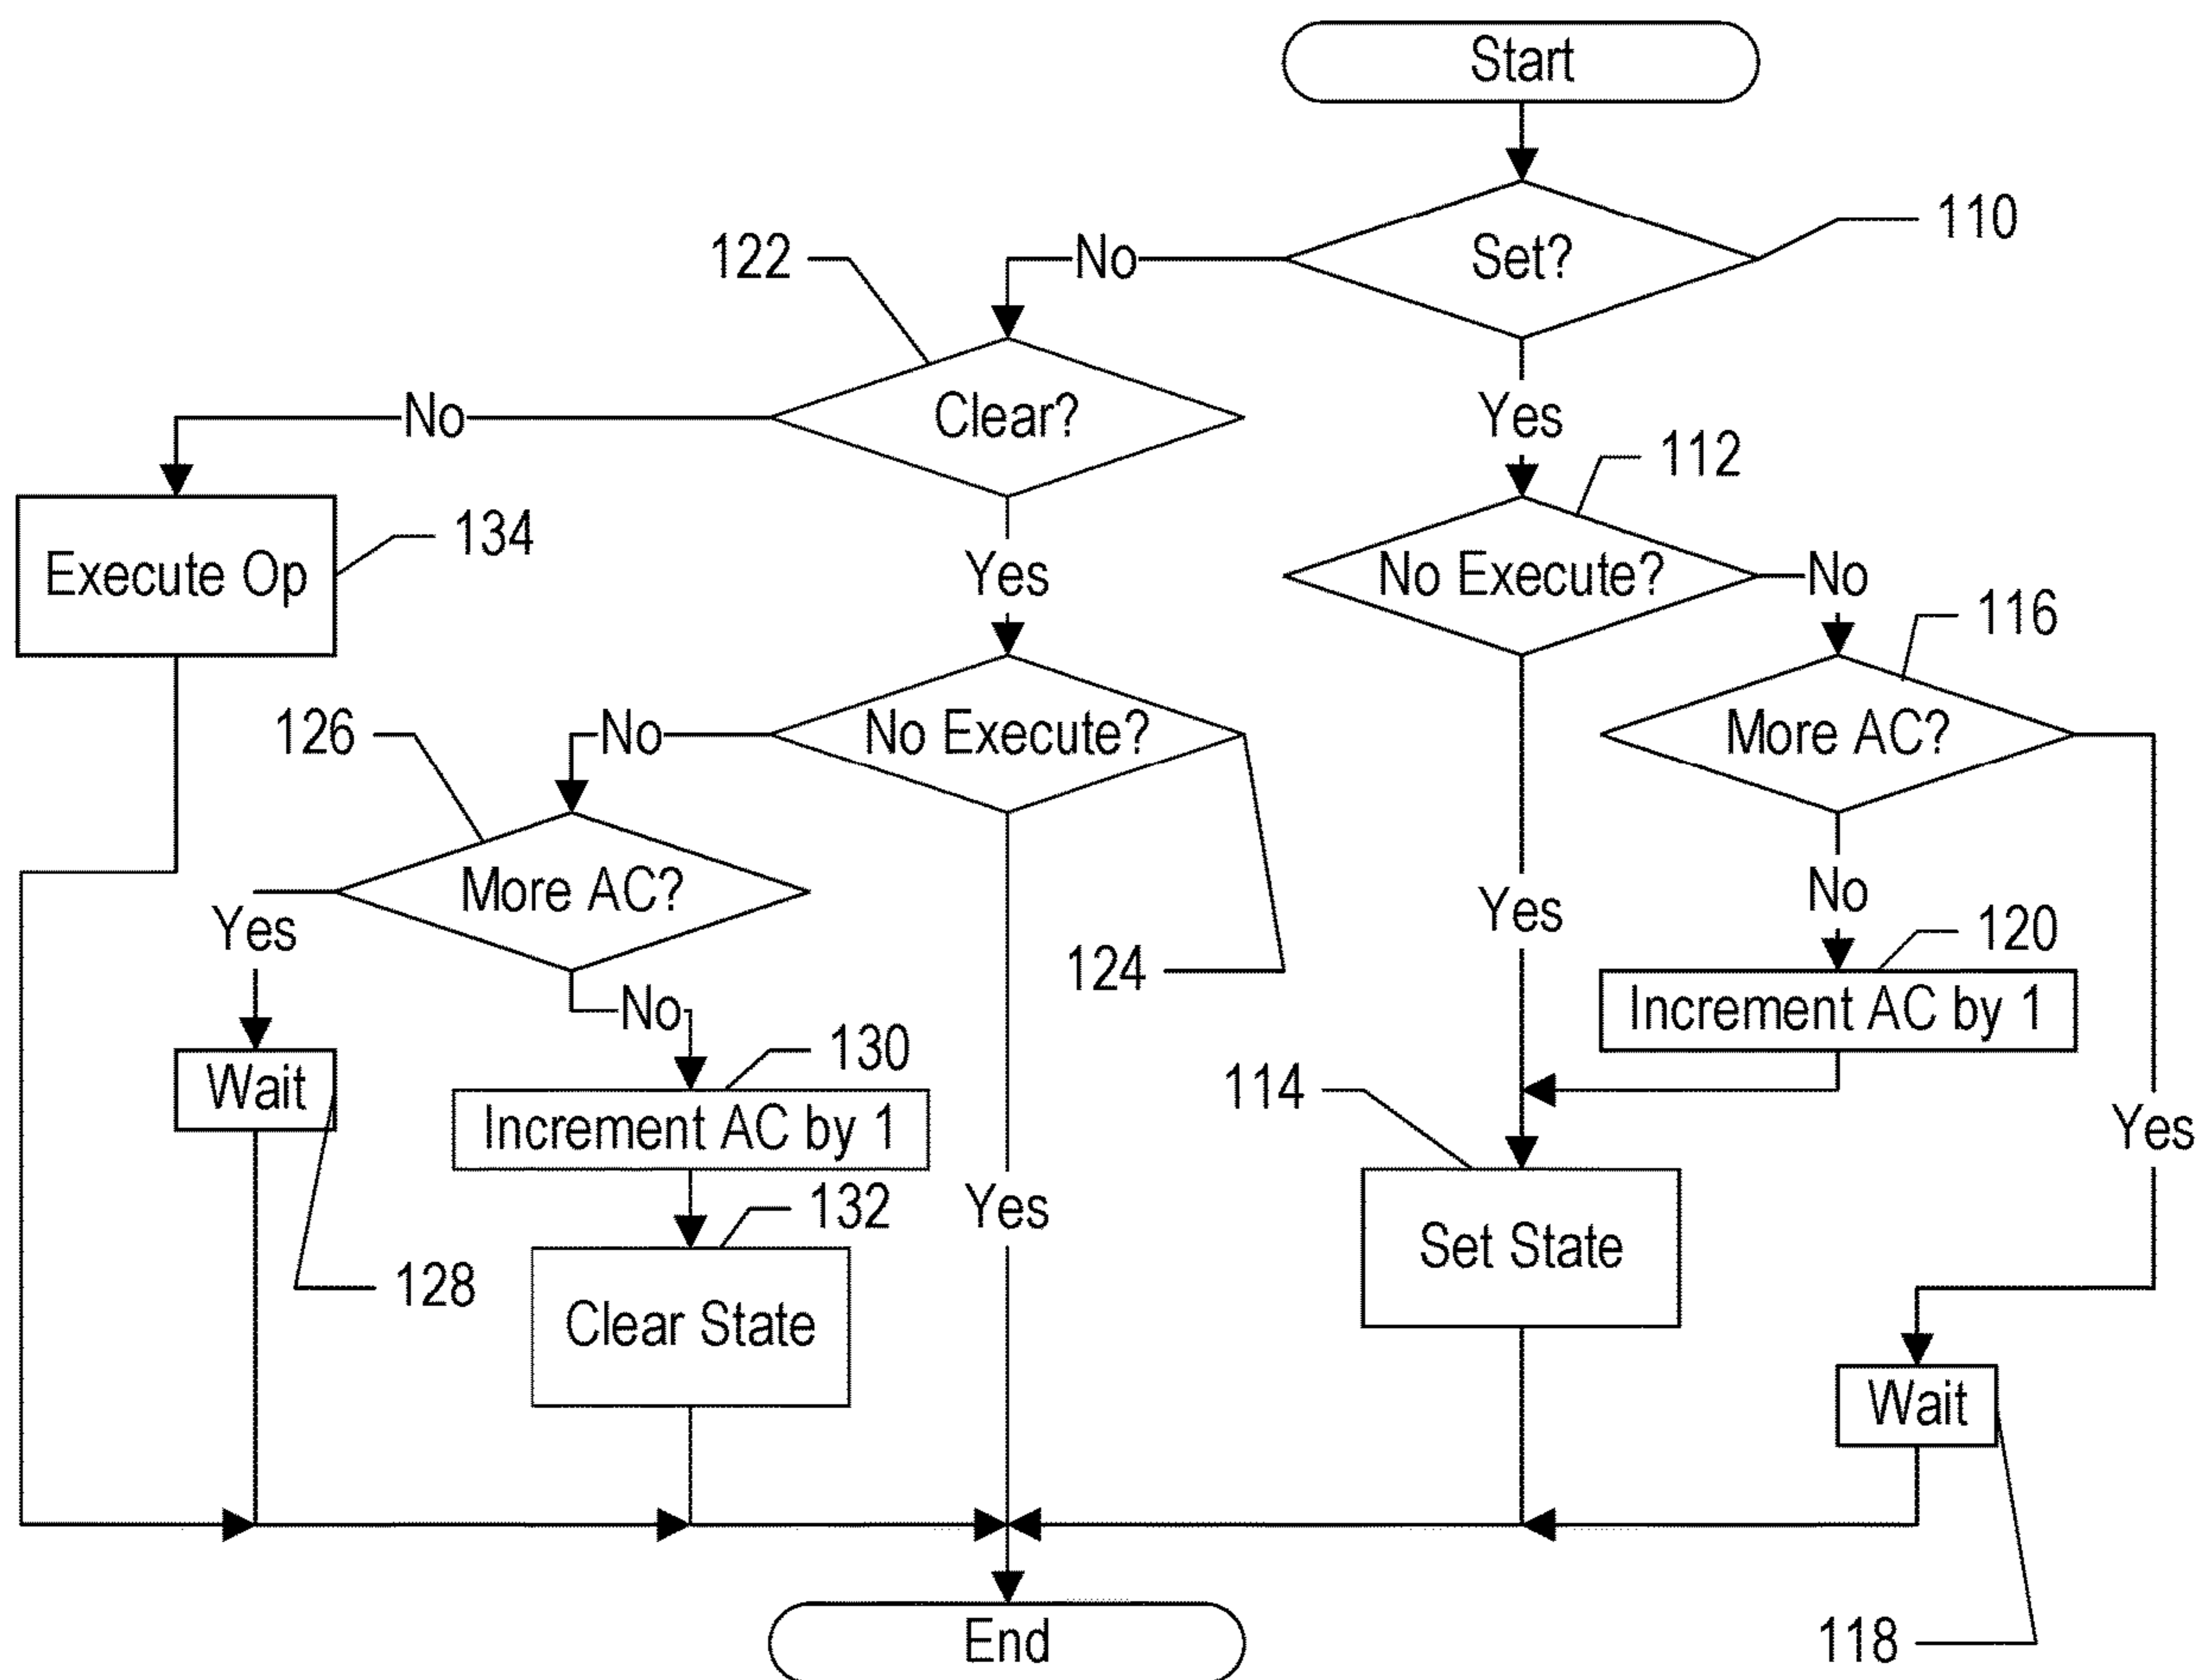 Start
110
Set?
No
122
Clear?
No
Yes
112
134
Execute Op
Yes
No Execute?
No
116
126
No
No Execute?
More AC?
More AC?
Yes
No
Yes
124
120
No
Increment AC by 1
130
Wait
114
Increment AC by 1
Yes
132
Yes
Set State
128
Clear State
Wait
End
118